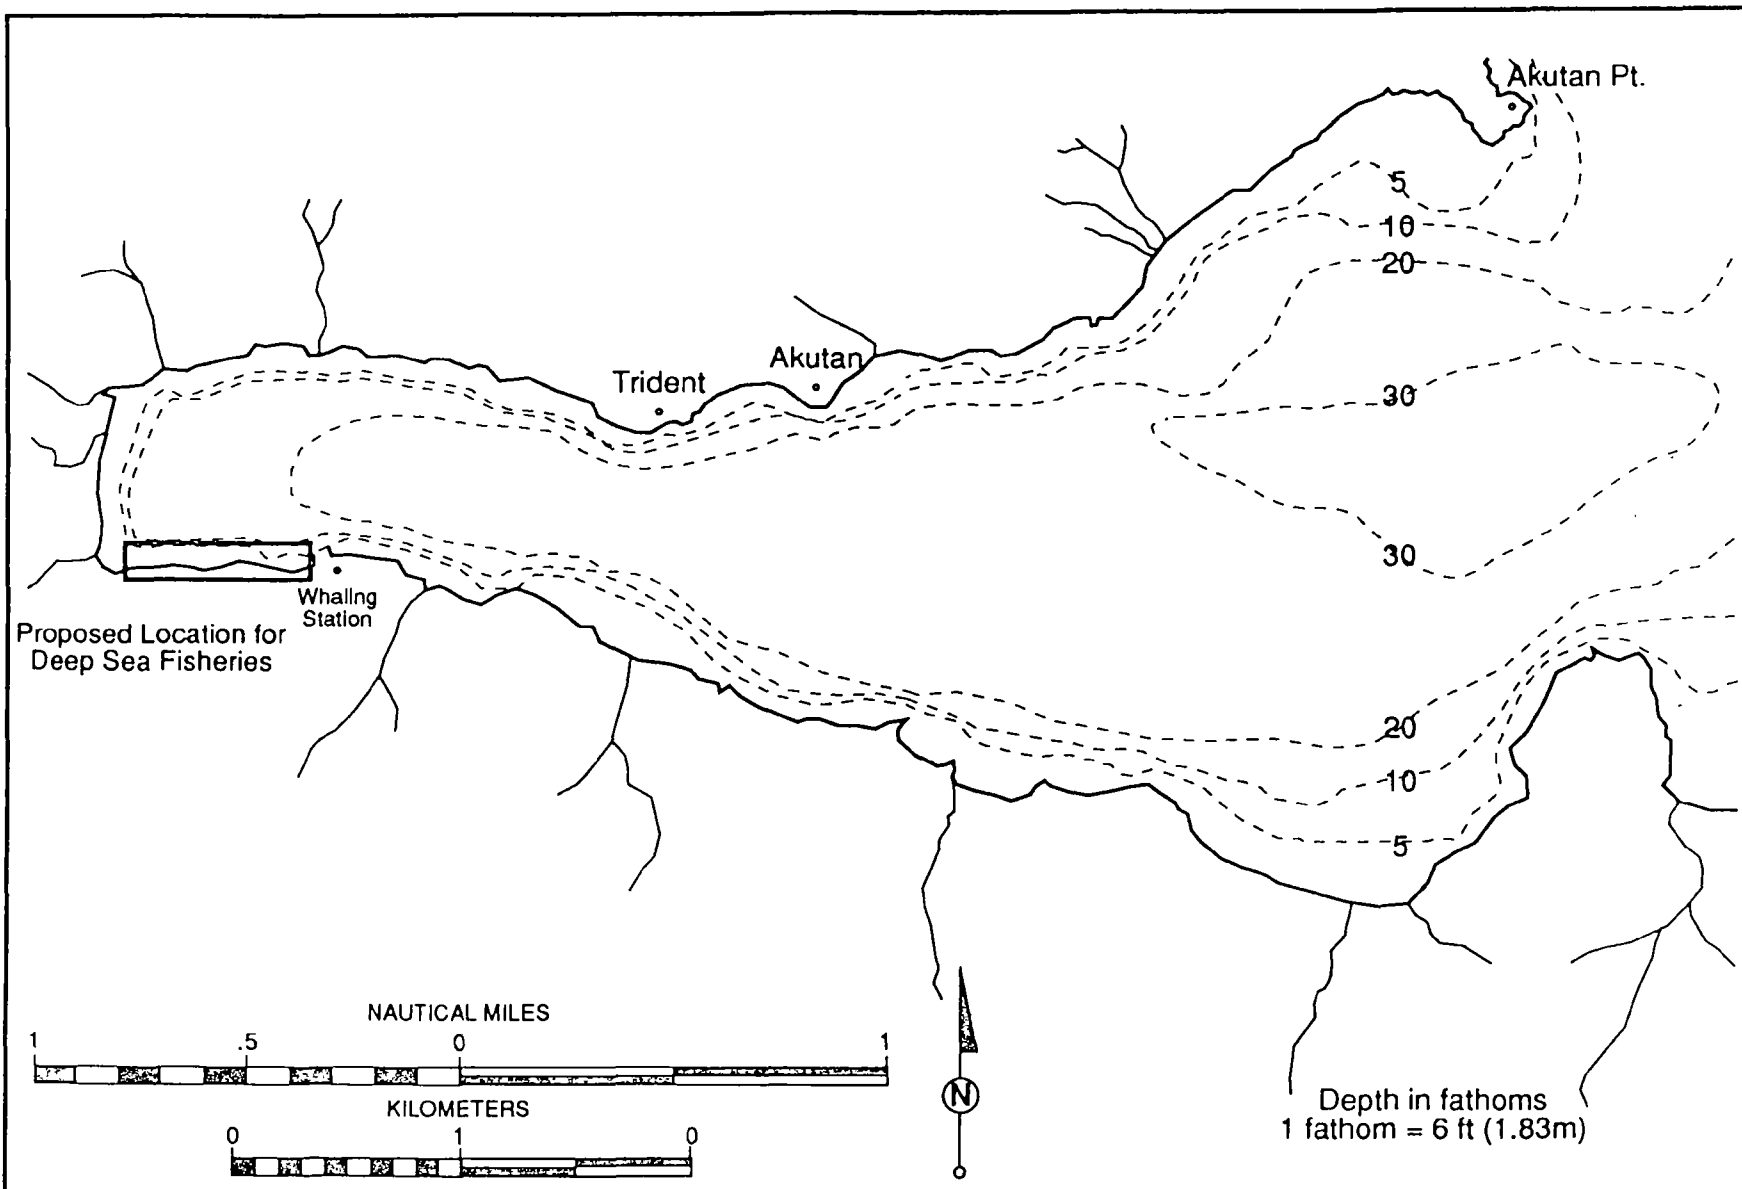 Akutan Pt.
5
10
20
Akutan
Trident
30
30
Whaling
Station
Proposed Location for
Deep Sea Fisheries
20
10
5
NAUTICAL MILES
1 .5 0 1
KILOMETERS
0 1 0
N
Depth in fathoms
1 fathom = 6 ft (1.83m)